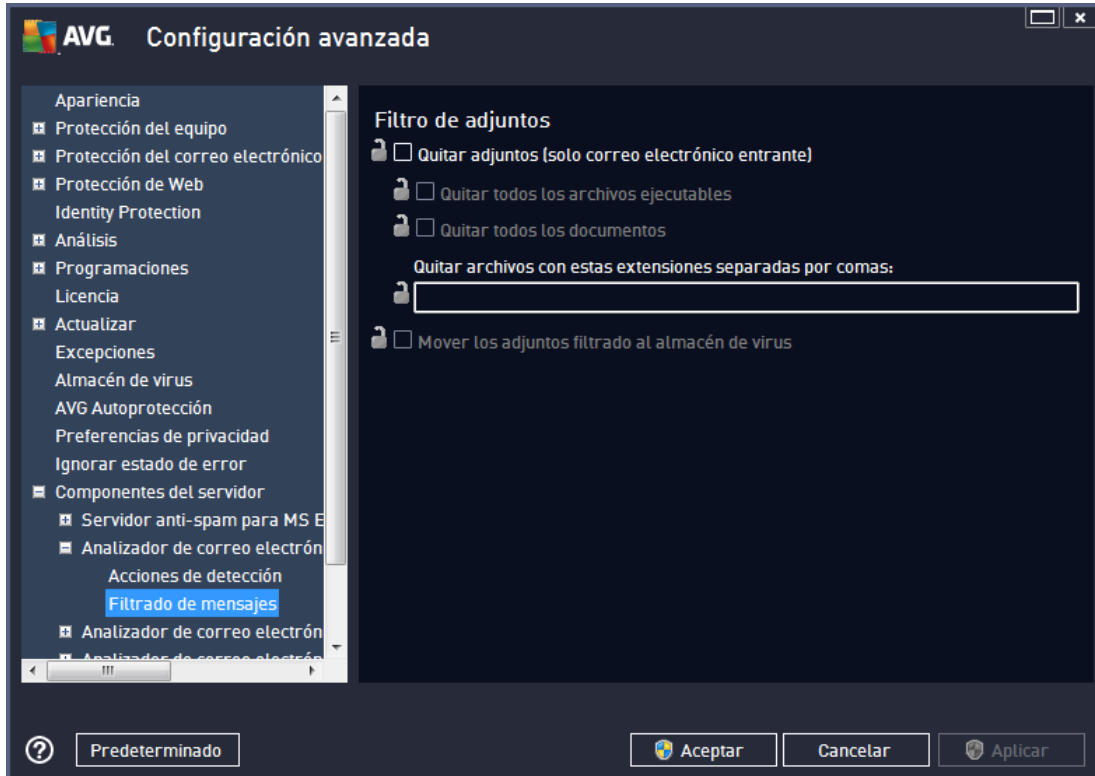 AVG. Configuración avanzada
Apariencia
Protección del equipo
Protección del correo electrónico
Protección de Web
Identity Protection
Análisis
Programaciones
Licencia
Actualizar
Excepciones
Almacén de virus
AVG Autoprotección
Preferencias de privacidad
Ignorar estado de error
Componentes del servidor
Servidor anti-spam para MS E
Analizador de correo electrón
Acciones de detección
Filtrado de mensajes
Analizador de correo electrón
Analizador de correo electrón
Filtro de adjuntos
Quitar adjuntos (solo correo electrónico entrante)
Quitar todos los archivos ejecutables
Quitar todos los documentos
Quitar archivos con estas extensiones separadas por comas:
Mover los adjuntos filtrado al almacén de virus
Predeterminado
Aceptar
Cancelar
Aplicar